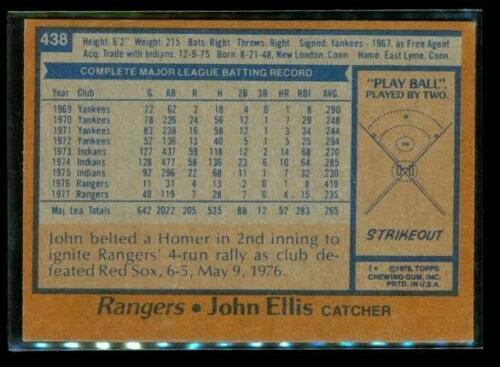 438
Height: 6'2" Weight: 215 Bats: Right Throws: Right Signed: Yankees - 1967, as Free Agent
Acq: Trade with Indians, 12-9-75 Born: 8-21-48, New London, Conn. Home: East Lyme, Conn.
COMPLETE MAJOR LEAGUE BATTING RECORD
Year Club G AB R H 2B 3B HR RBI AVG.
1969 Yankees 22 62 2 18 4 0 1 8 .290
1970 Yankees 78 226 24 56 12 1 7 29 .248
1971 Yankees 83 238 16 58 12 1 3 34 .244
1972 Yankees 52 136 13 40 5 1 5 25 .294
1973 Indians 127 437 59 118 12 2 14 68 .270
1974 Indians 128 477 58 136 23 6 10 64 .285
1975 Indians 92 296 22 68 11 1 7 32 .230
1976 Rangers 11 31 4 13 2 0 1 8 .419
1977 Rangers 49 119 7 28 7 0 4 15 .235
Maj. Lea. Totals 642 2022 205 535 88 12 52 283 .265
John belted a Homer in 2nd inning to
ignite Rangers' 4-run rally as club de-
feated Red Sox, 6-5, May 9, 1976.
"PLAY BALL"
PLAYED BY TWO.
STRIKEOUT
©1978, TOPPS
CHEWING GUM, INC.
PRTD. IN U.S.A.
Rangers • John Ellis CATCHER